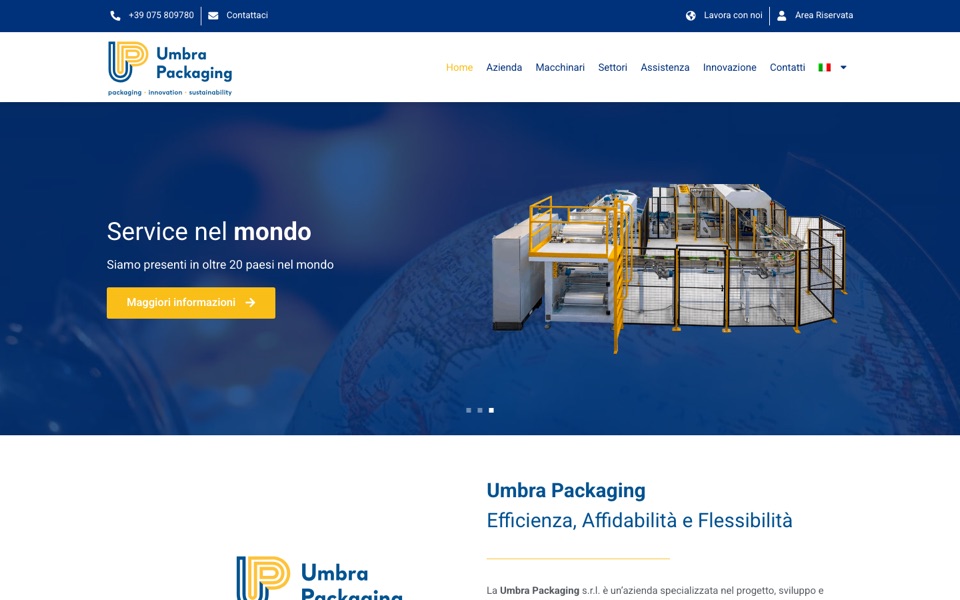 +39 075 809780
Contattaci
Lavora con noi
Area Riservata
Umbra
Packaging
packaging · innovation · sustainability
Home
Azienda
Macchinari
Settori
Assistenza
Innovazione
Contatti
Service nel mondo
Siamo presenti in oltre 20 paesi nel mondo
Maggiori informazioni
Umbra Packaging
Efficienza, Affidabilità e Flessibilità
Umbra
Packaging
La Umbra Packaging s.r.l. è un'azienda specializzata nel progetto, sviluppo e